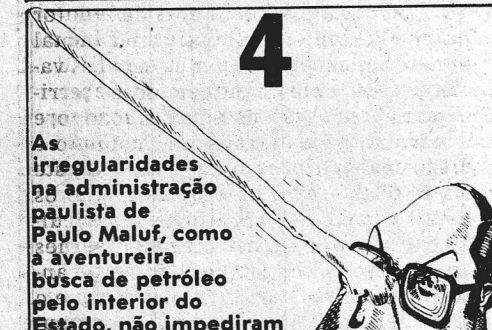 4
As
irregularidades
na administração
paulista de
Paulo Maluf, como
a aventureira
busca de petróleo
pelo interior do
Estado, não impediram